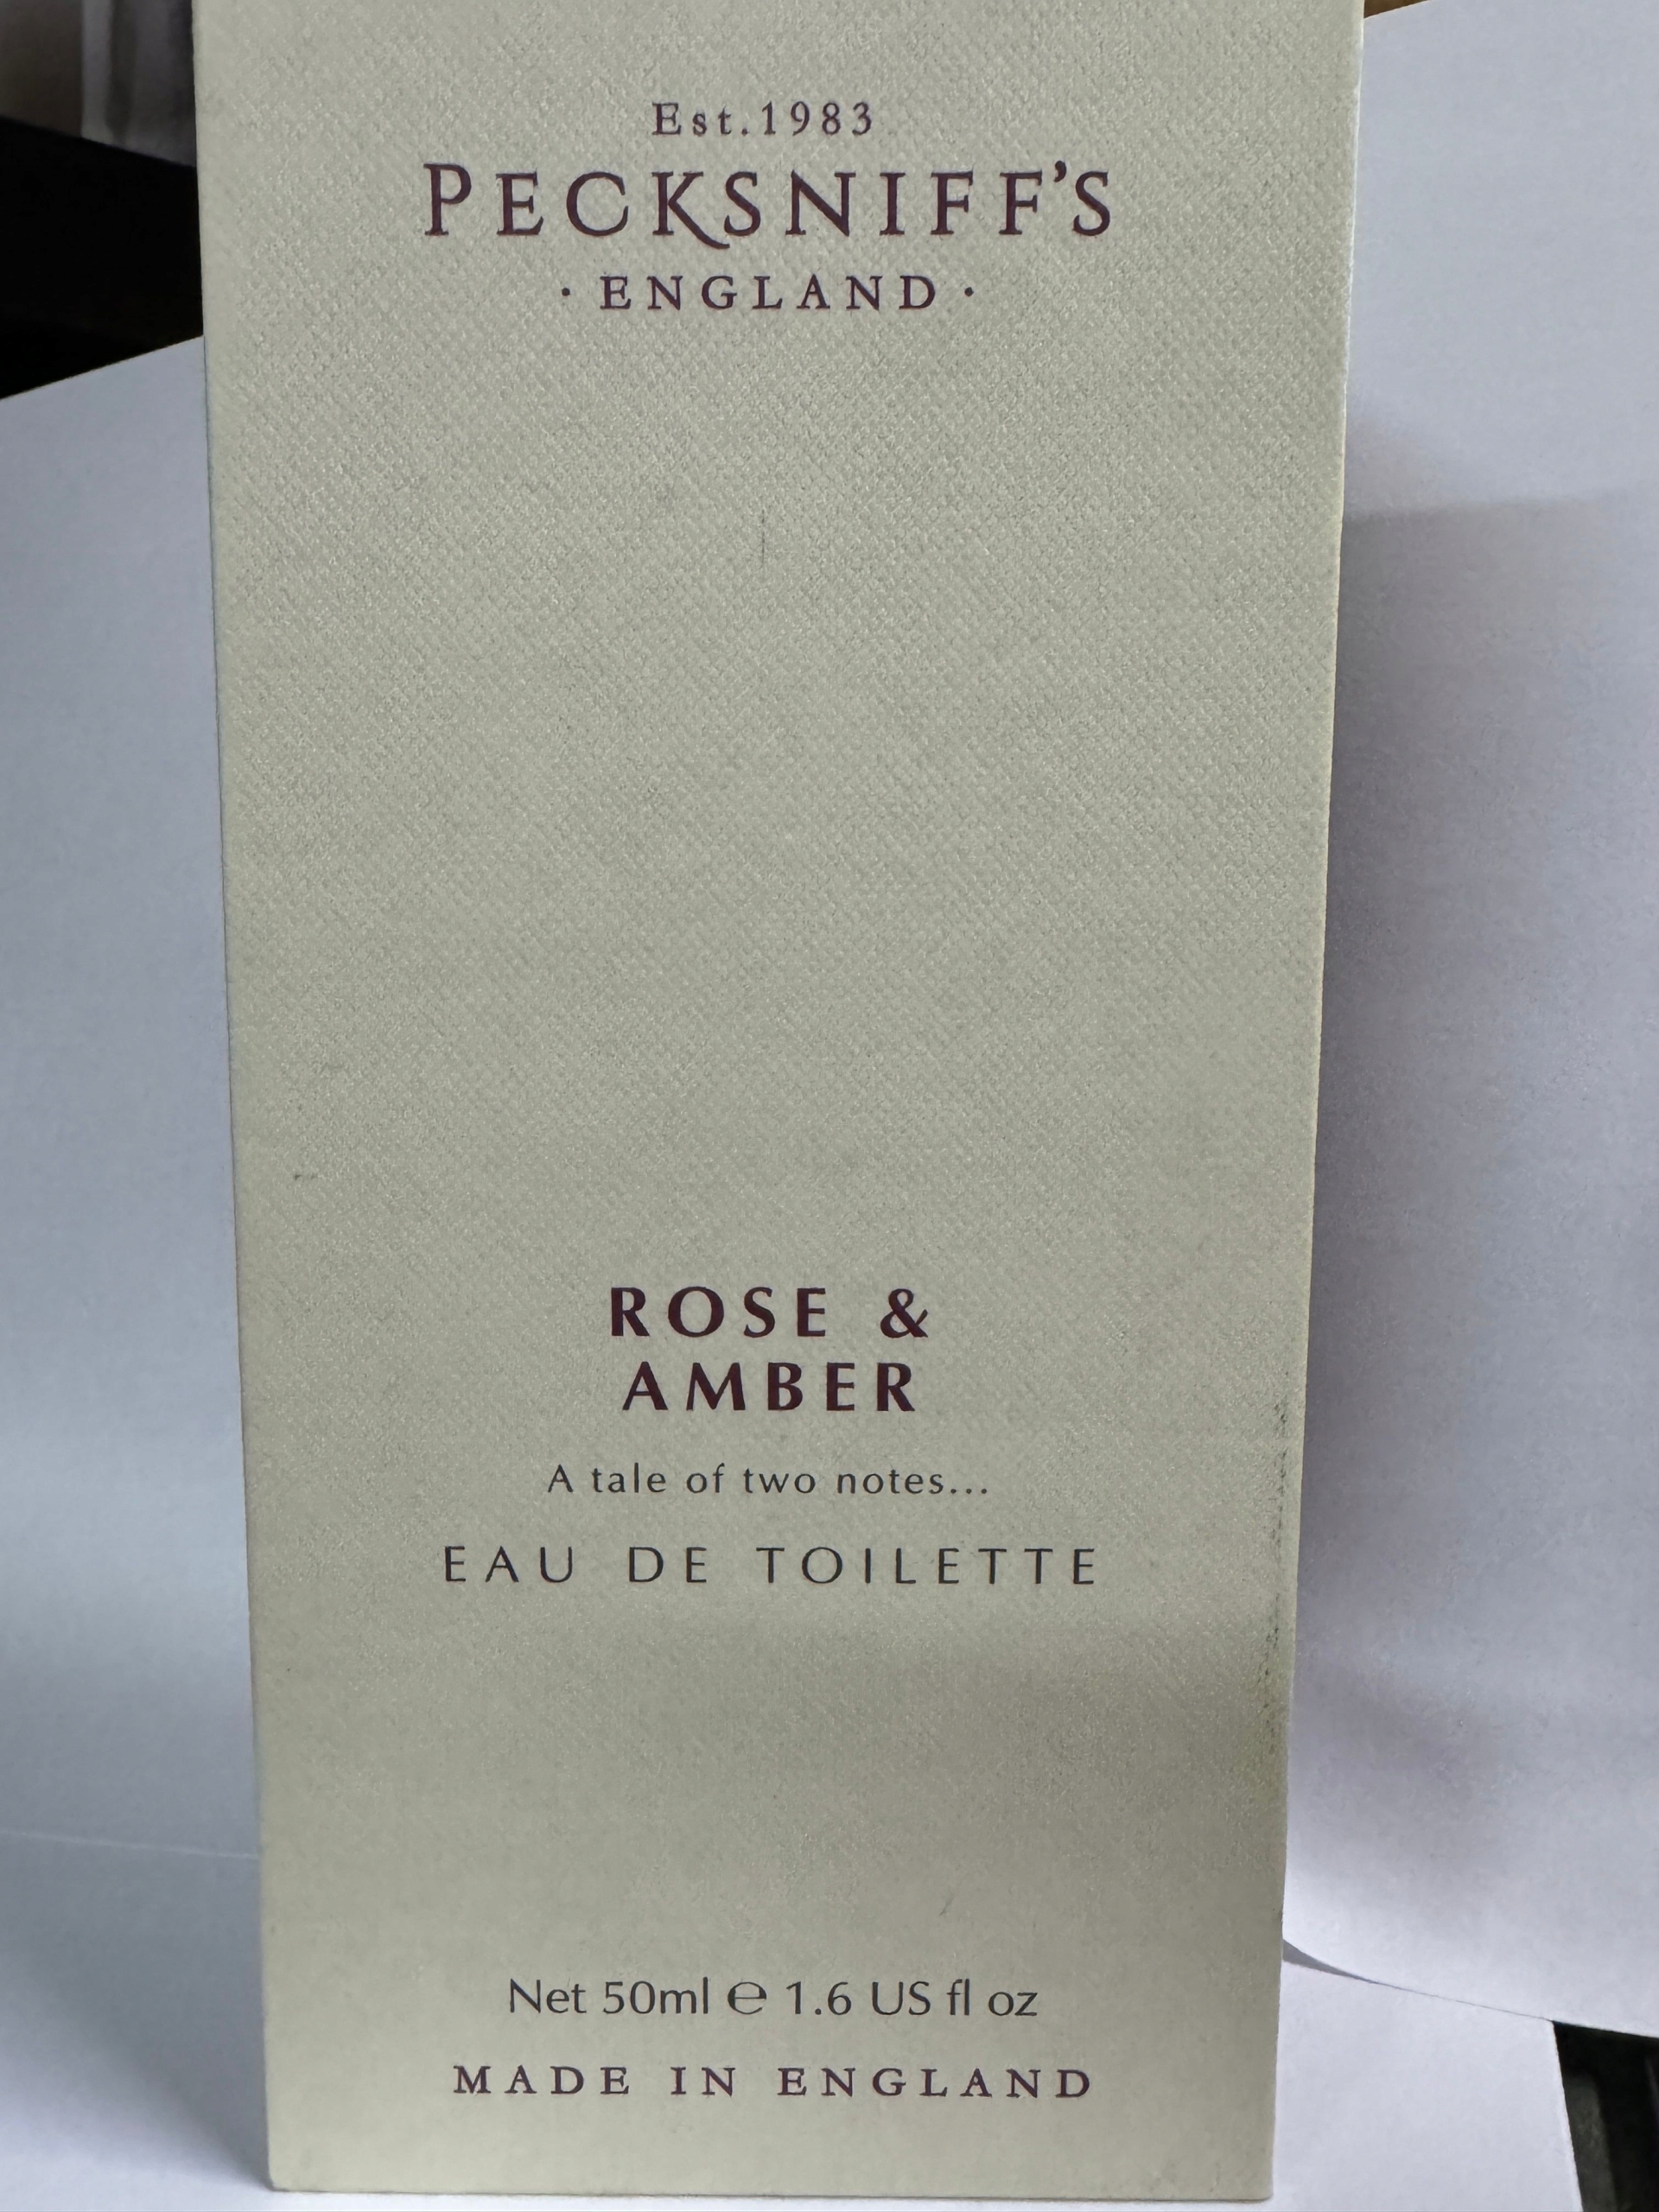 Est.1983
PECKSNIFF'S
· ENGLAND ·
ROSE &
AMBER
A tale of two notes...
EAU DE TOILETTE
Net 50ml ℮ 1.6 US fl oz
MADE IN ENGLAND